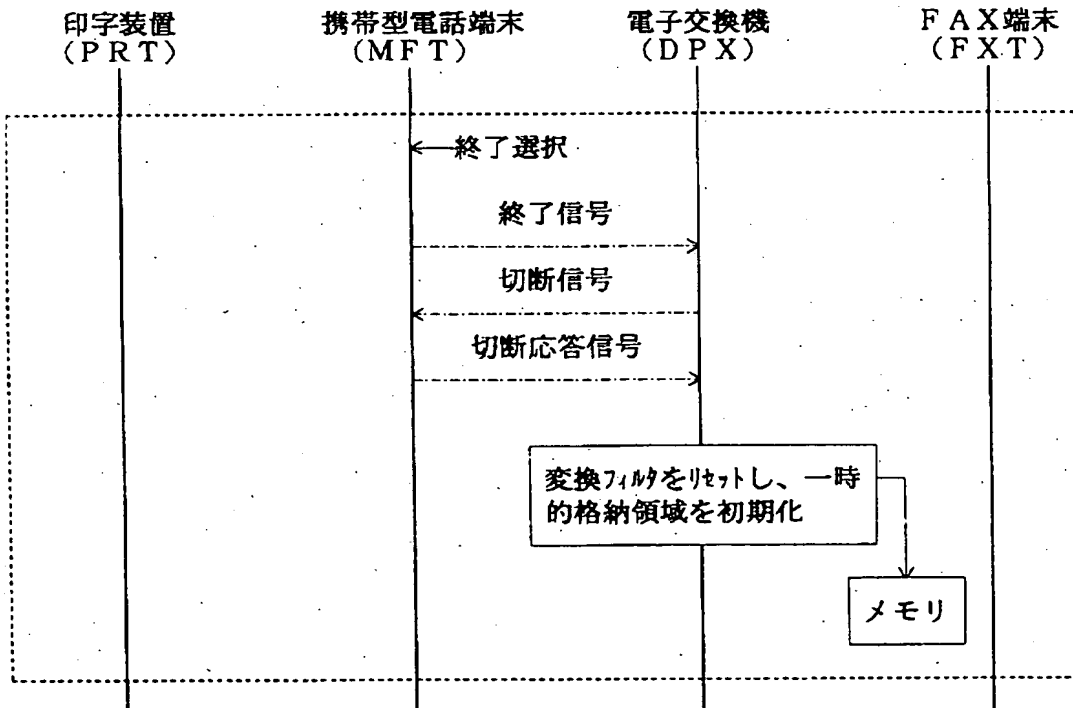 印字装置
(PRT)
携帯型電話端末
(MFT)
電子交換機
(DPX)
FAX端末
(FXT)
終了選択
終了信号
切断信号
切断応答信号
変換フィルタをリセットし、一時
的格納領域を初期化
メモリ